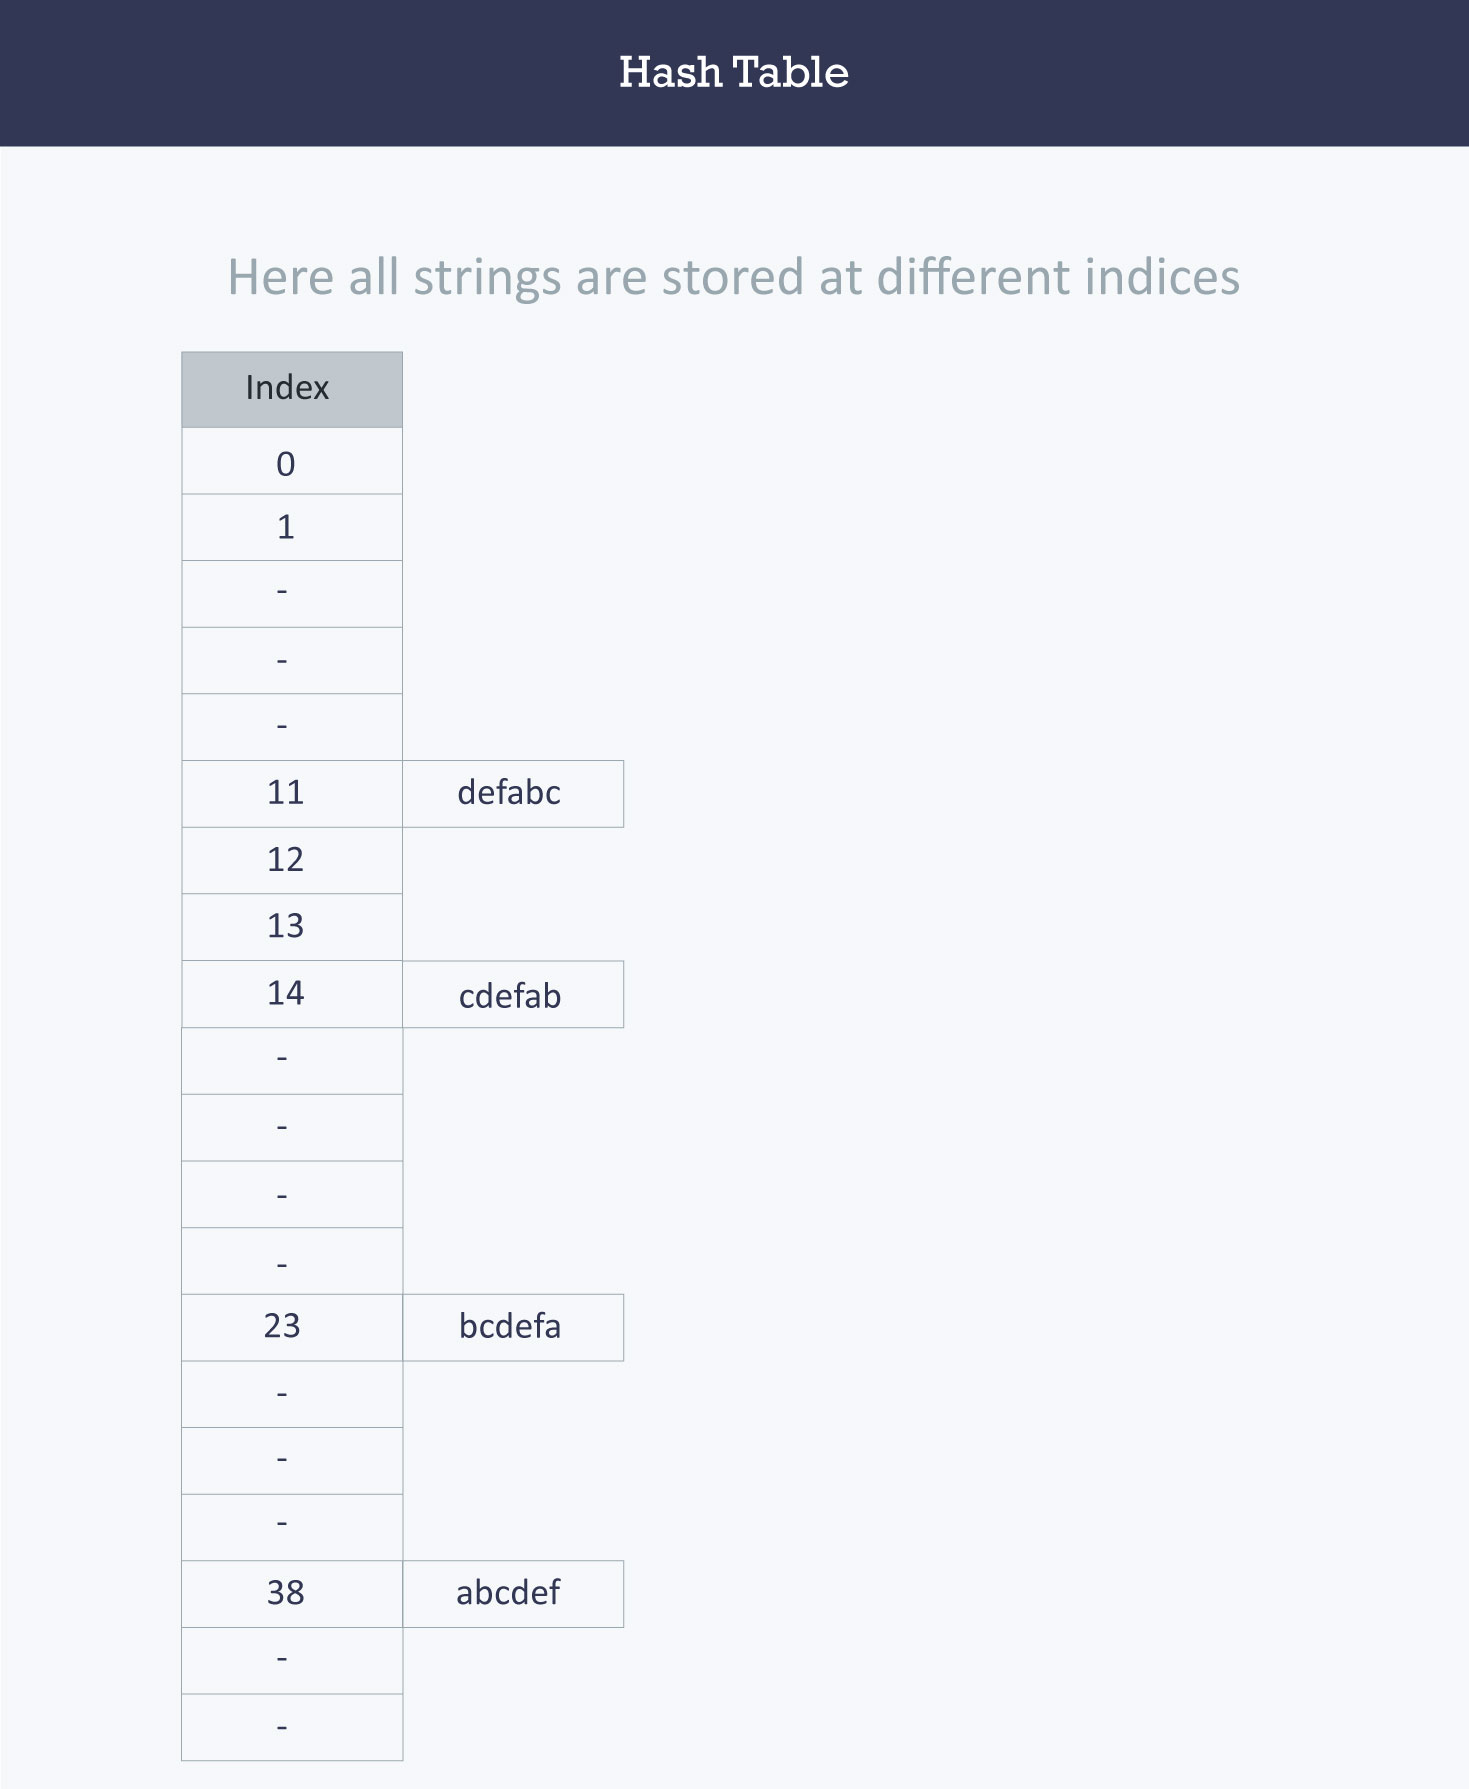 Hash Table
Here all strings are stored at different indices
Index
0
1
-
-
-
11 defabc
12
13
14 cdefab
-
-
-
-
23 bcdefa
-
-
-
38 abcdef
-
-